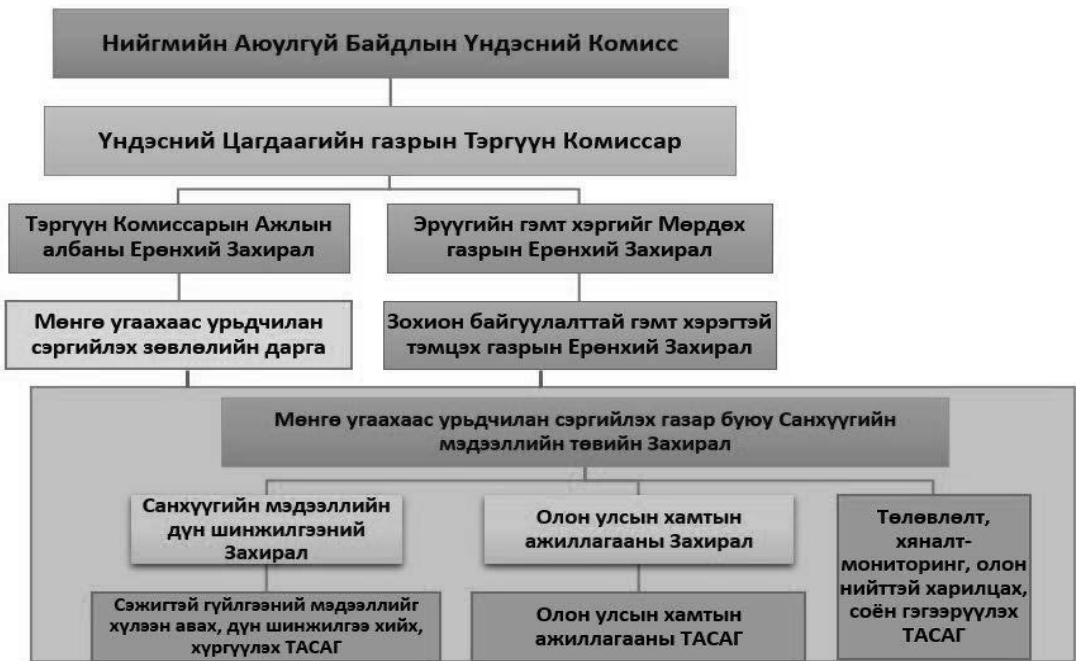 Нийгмийн Аюулгүй Байдлын Үндэсний Комисс
Үндэсний Цагдаагийн газрын Тэргүүн Комиссар
Тэргүүн Комиссарын Ажлын
албаны Ерөнхий Захирал
Эрүүгийн гэмт хэргийг Мөрдөх
газрын Ерөнхий Захирал
Мөнгө угаахаас урьдчилан
сэргийлэх зөвлөлийн дарга
Зохион байгуулалттай гэмт хэрэгтэй
тэмцэх газрын Ерөнхий Захирал
Мөнгө угаахаас урьдчилан сэргийлэх газар буюу Санхүүгийн
мэдээллийн төвийн Захирал
Санхүүгийн мэдээллийн
дүн шинжилгээний
Захирал
Олон улсын хамтын
ажиллагааны Захирал
Төлөвлөлт,
хяналт-
мониторинг, олон
нийттэй харилцах,
соён гэгээрүүлэх
ТАСАГ
Сэжигтэй гүйлгээний мэдээллийг
хүлээн авах, дүн шинжилгээ хийх,
хүргүүлэх ТАСАГ
Олон улсын хамтын
ажиллагааны ТАСАГ